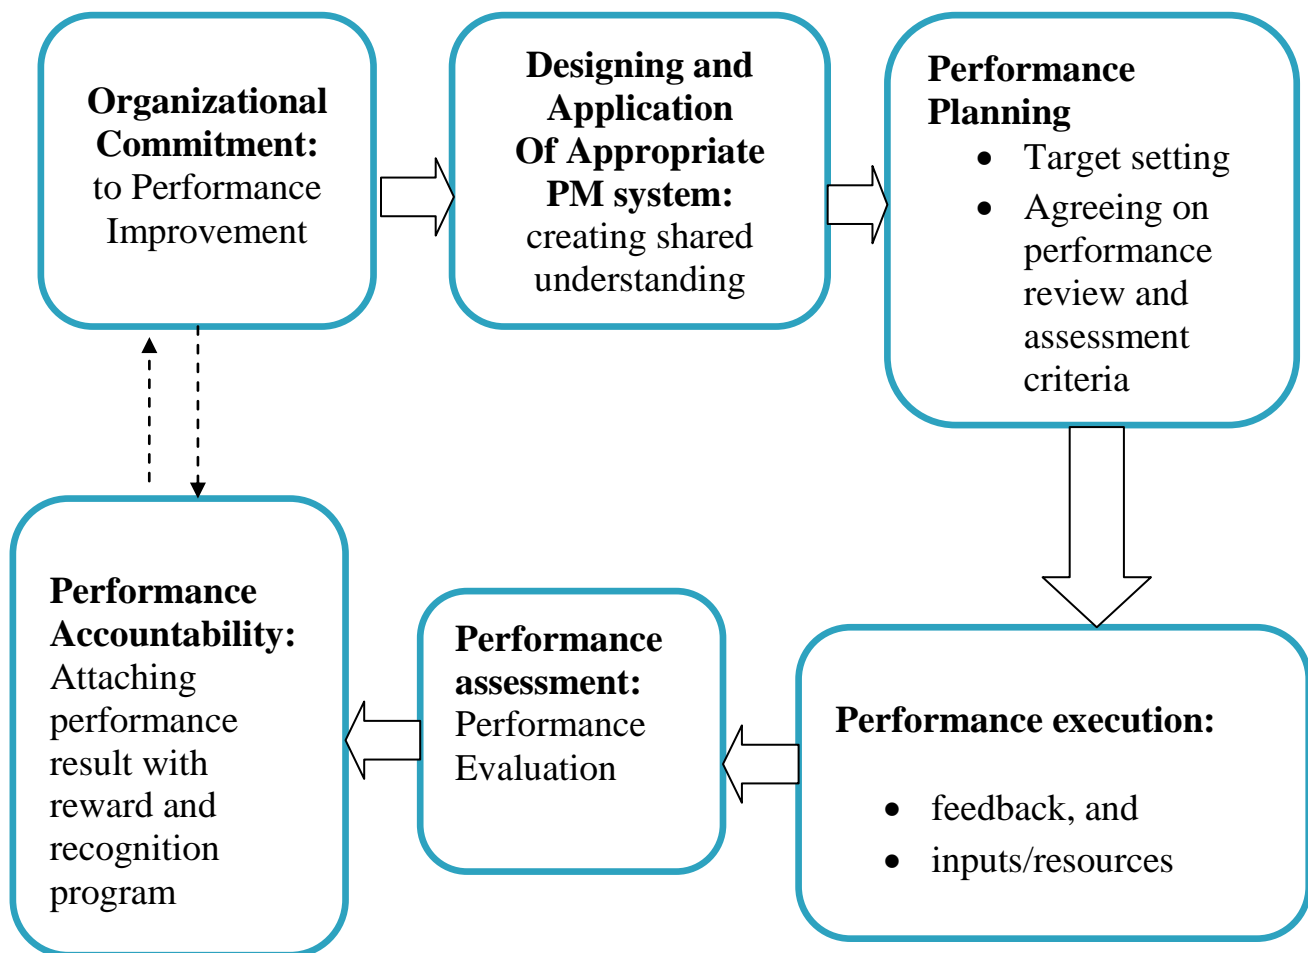 Organizational
Commitment:
to Performance
Improvement
Designing and
Application
Of Appropriate
PM system:
creating shared
understanding
Performance
Planning
• Target setting
• Agreeing on
performance
review and
assessment
criteria
Performance execution:
• feedback, and
• inputs/resources
Performance
assessment:
Performance
Evaluation
Performance
Accountability:
Attaching
performance
result with
reward and
recognition
program